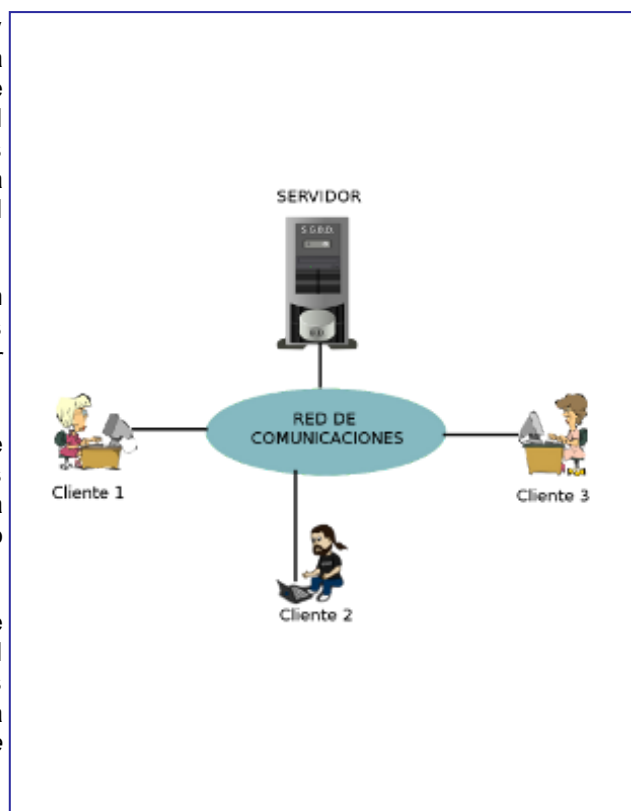 SERVIDOR
S.G.B.D.
RED DE
COMUNICACIONES
Cliente 1
Cliente 3
Cliente 2